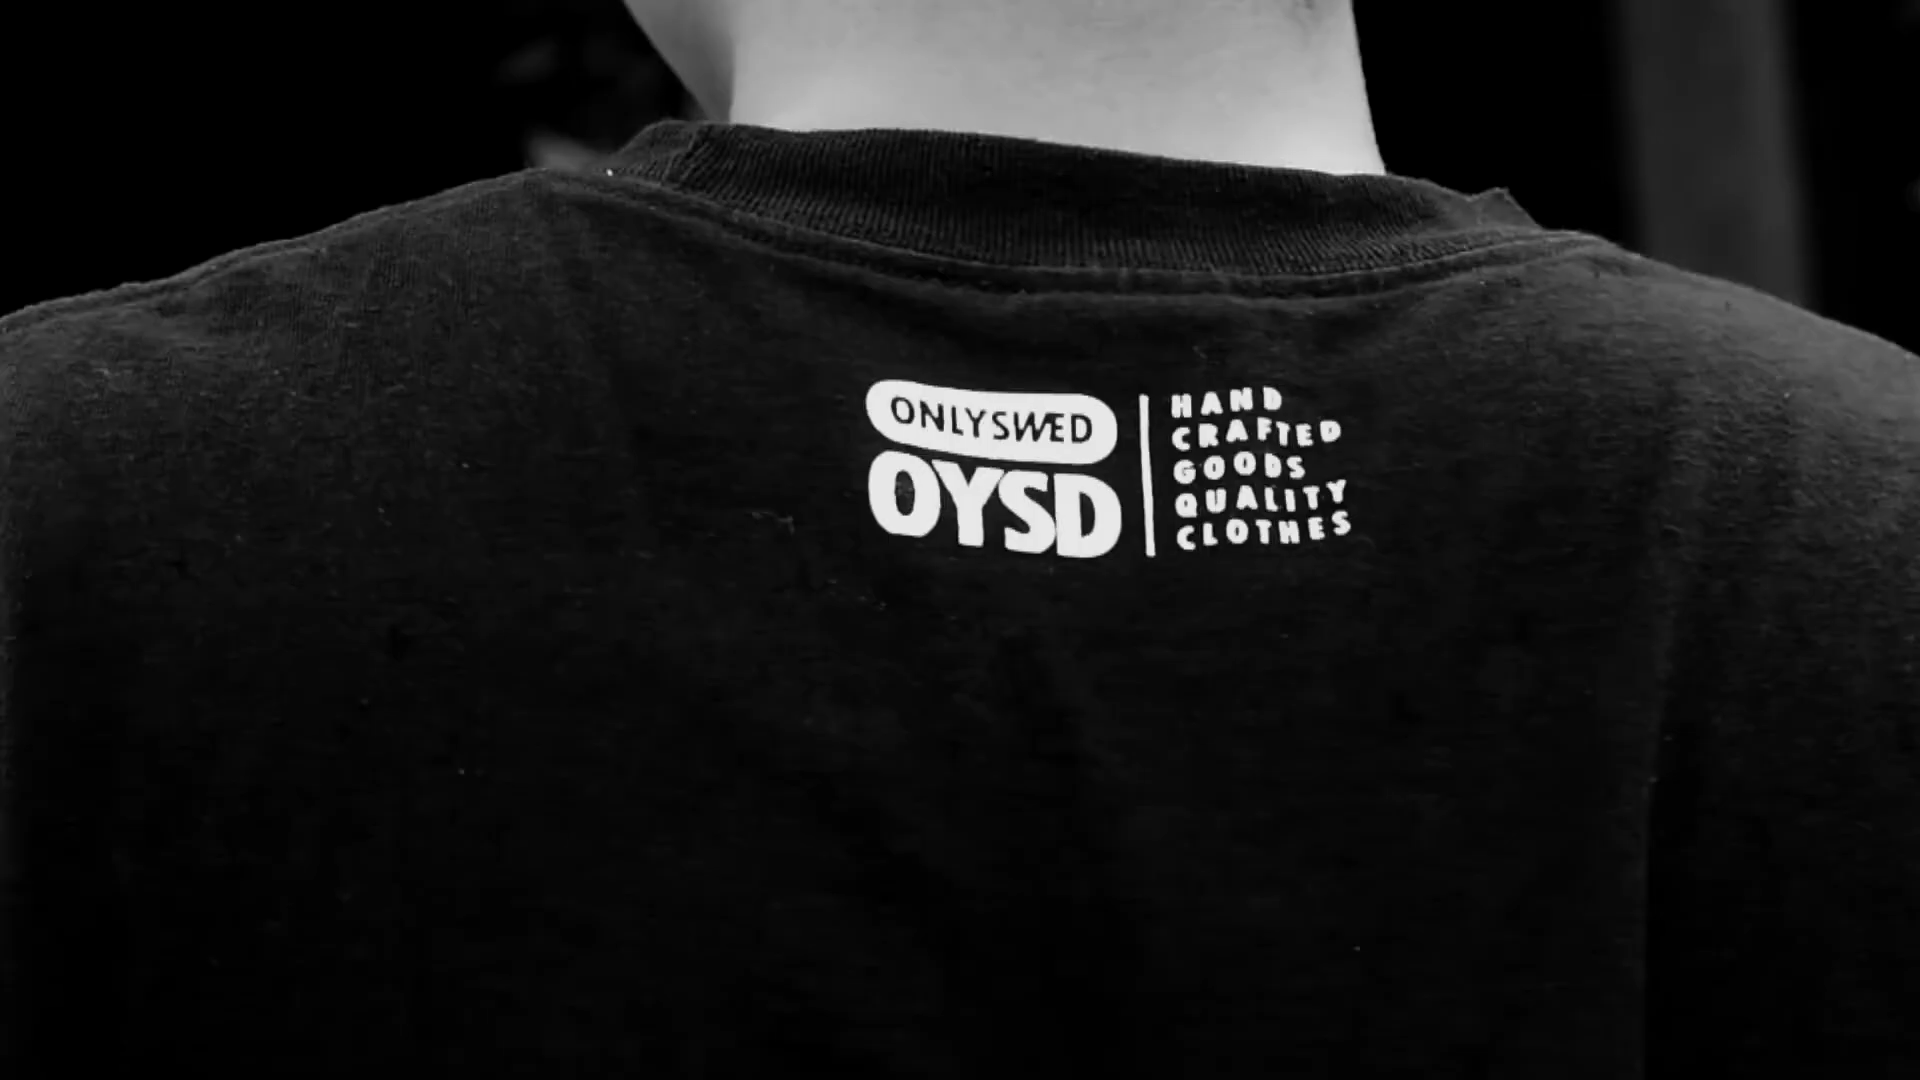 ONLYSWED
OYSD
HAND
CRAFTED
GOODS
QUALITY
CLOTHES